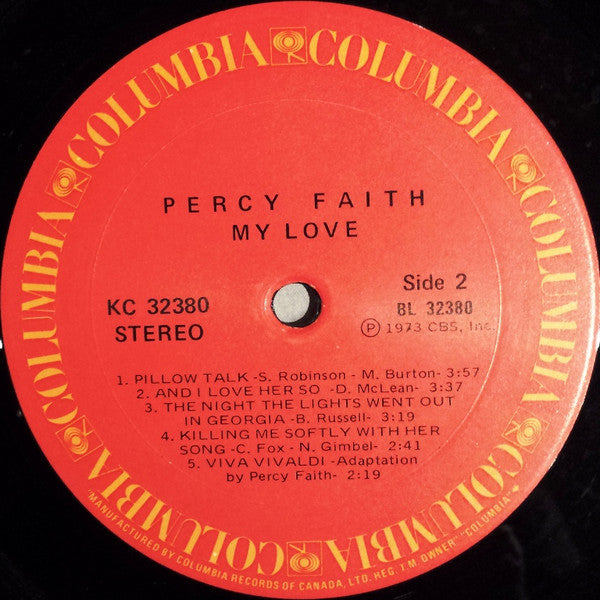 COLUMBIA COLUMBIA COLUMBIA COLUMBIA COLUMBIA COLUMBIA
PERCY FAITH
MY LOVE
KC 32380
STEREO
Side 2
BL 32380
Ⓟ 1973 CBS, Inc.
1. PILLOW TALK -S. Robinson - M. Burton- 3:57
2. AND I LOVE HER SO -D. McLean- 3:37
3. THE NIGHT THE LIGHTS WENT OUT
IN GEORGIA -B. Russell- 3:19
4. KILLING ME SOFTLY WITH HER
SONG -C. Fox - N. Gimbel- 2:41
5. VIVA VIVALDI -Adaptation
by Percy Faith- 2:19
"MANUFACTURED BY COLUMBIA RECORDS OF CANADA, LTD. REG. T.M. OWNER" "COLUMBIA"